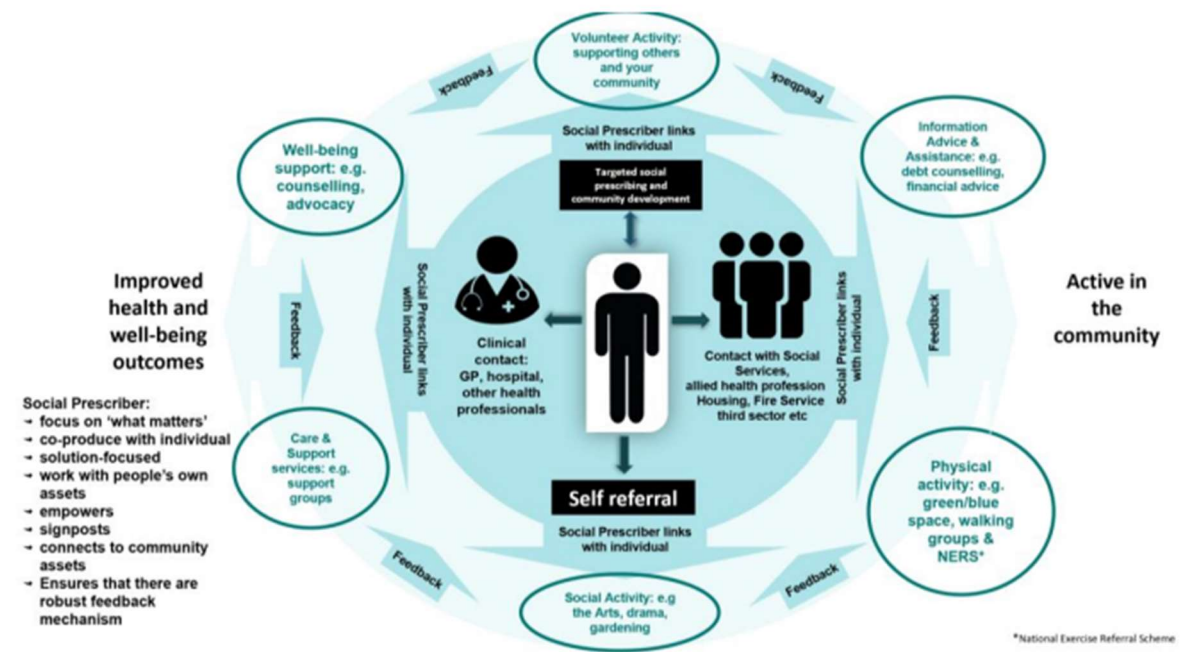 Volunteer Activity:
supporting others
and your
community
Feedback
Feedback
Social Prescriber links
with individual
Information
Advice &
Assistance: e.g.
debt counselling,
financial advice
Well-being
support: e.g.
counselling,
advocacy
Targeted social
prescribing and
community development
Improved
health and
well-being
outcomes
Feedback
Social Prescriber links
with individual
Clinical
contact:
GP, hospital,
other health
professionals
Contact with Social
Services,
allied health profession
Housing, Fire Service
third sector etc
Social Prescriber links
with individual
Feedback
Active in
the
community
Social Prescriber:
→ focus on ‘what matters’
→ co-produce with individual
→ solution-focused
→ work with people’s own
assets
→ empowers
→ signposts
→ connects to community
assets
→ Ensures that there are
robust feedback
mechanism
Care &
Support
services: e.g.
support
groups
Physical
activity: e.g.
green/blue
space, walking
groups &
NERS*
Self referral
Social Prescriber links
with individual
Feedback
Feedback
Social Activity: e.g
the Arts, drama,
gardening
*National Exercise Referral Scheme